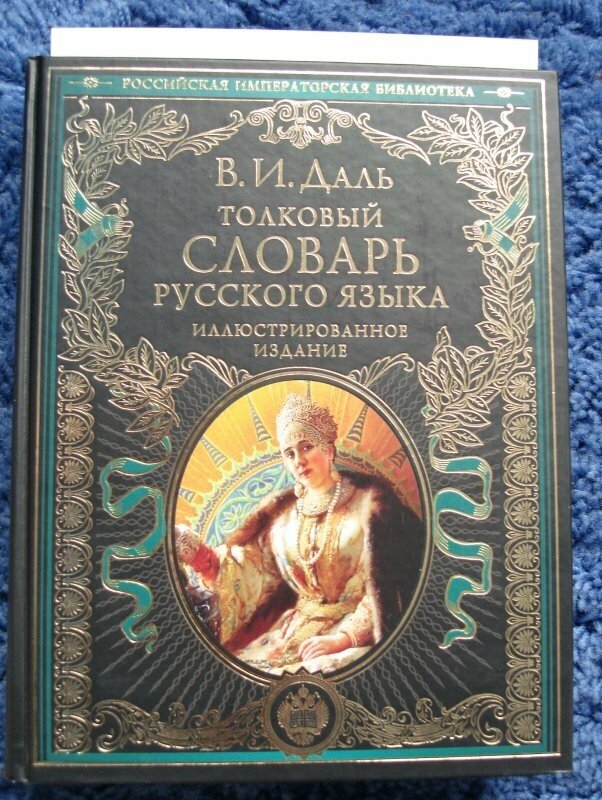 РОССИЙСКАЯ ИМПЕРАТОРСКАЯ БИБЛИОТЕКА
В. И. ДАЛЬ
ТОЛКОВЫЙ
СЛОВАРЬ
РУССКОГО ЯЗЫКА
ИЛЛЮСТРИРОВАННОЕ
ИЗДАНИЕ